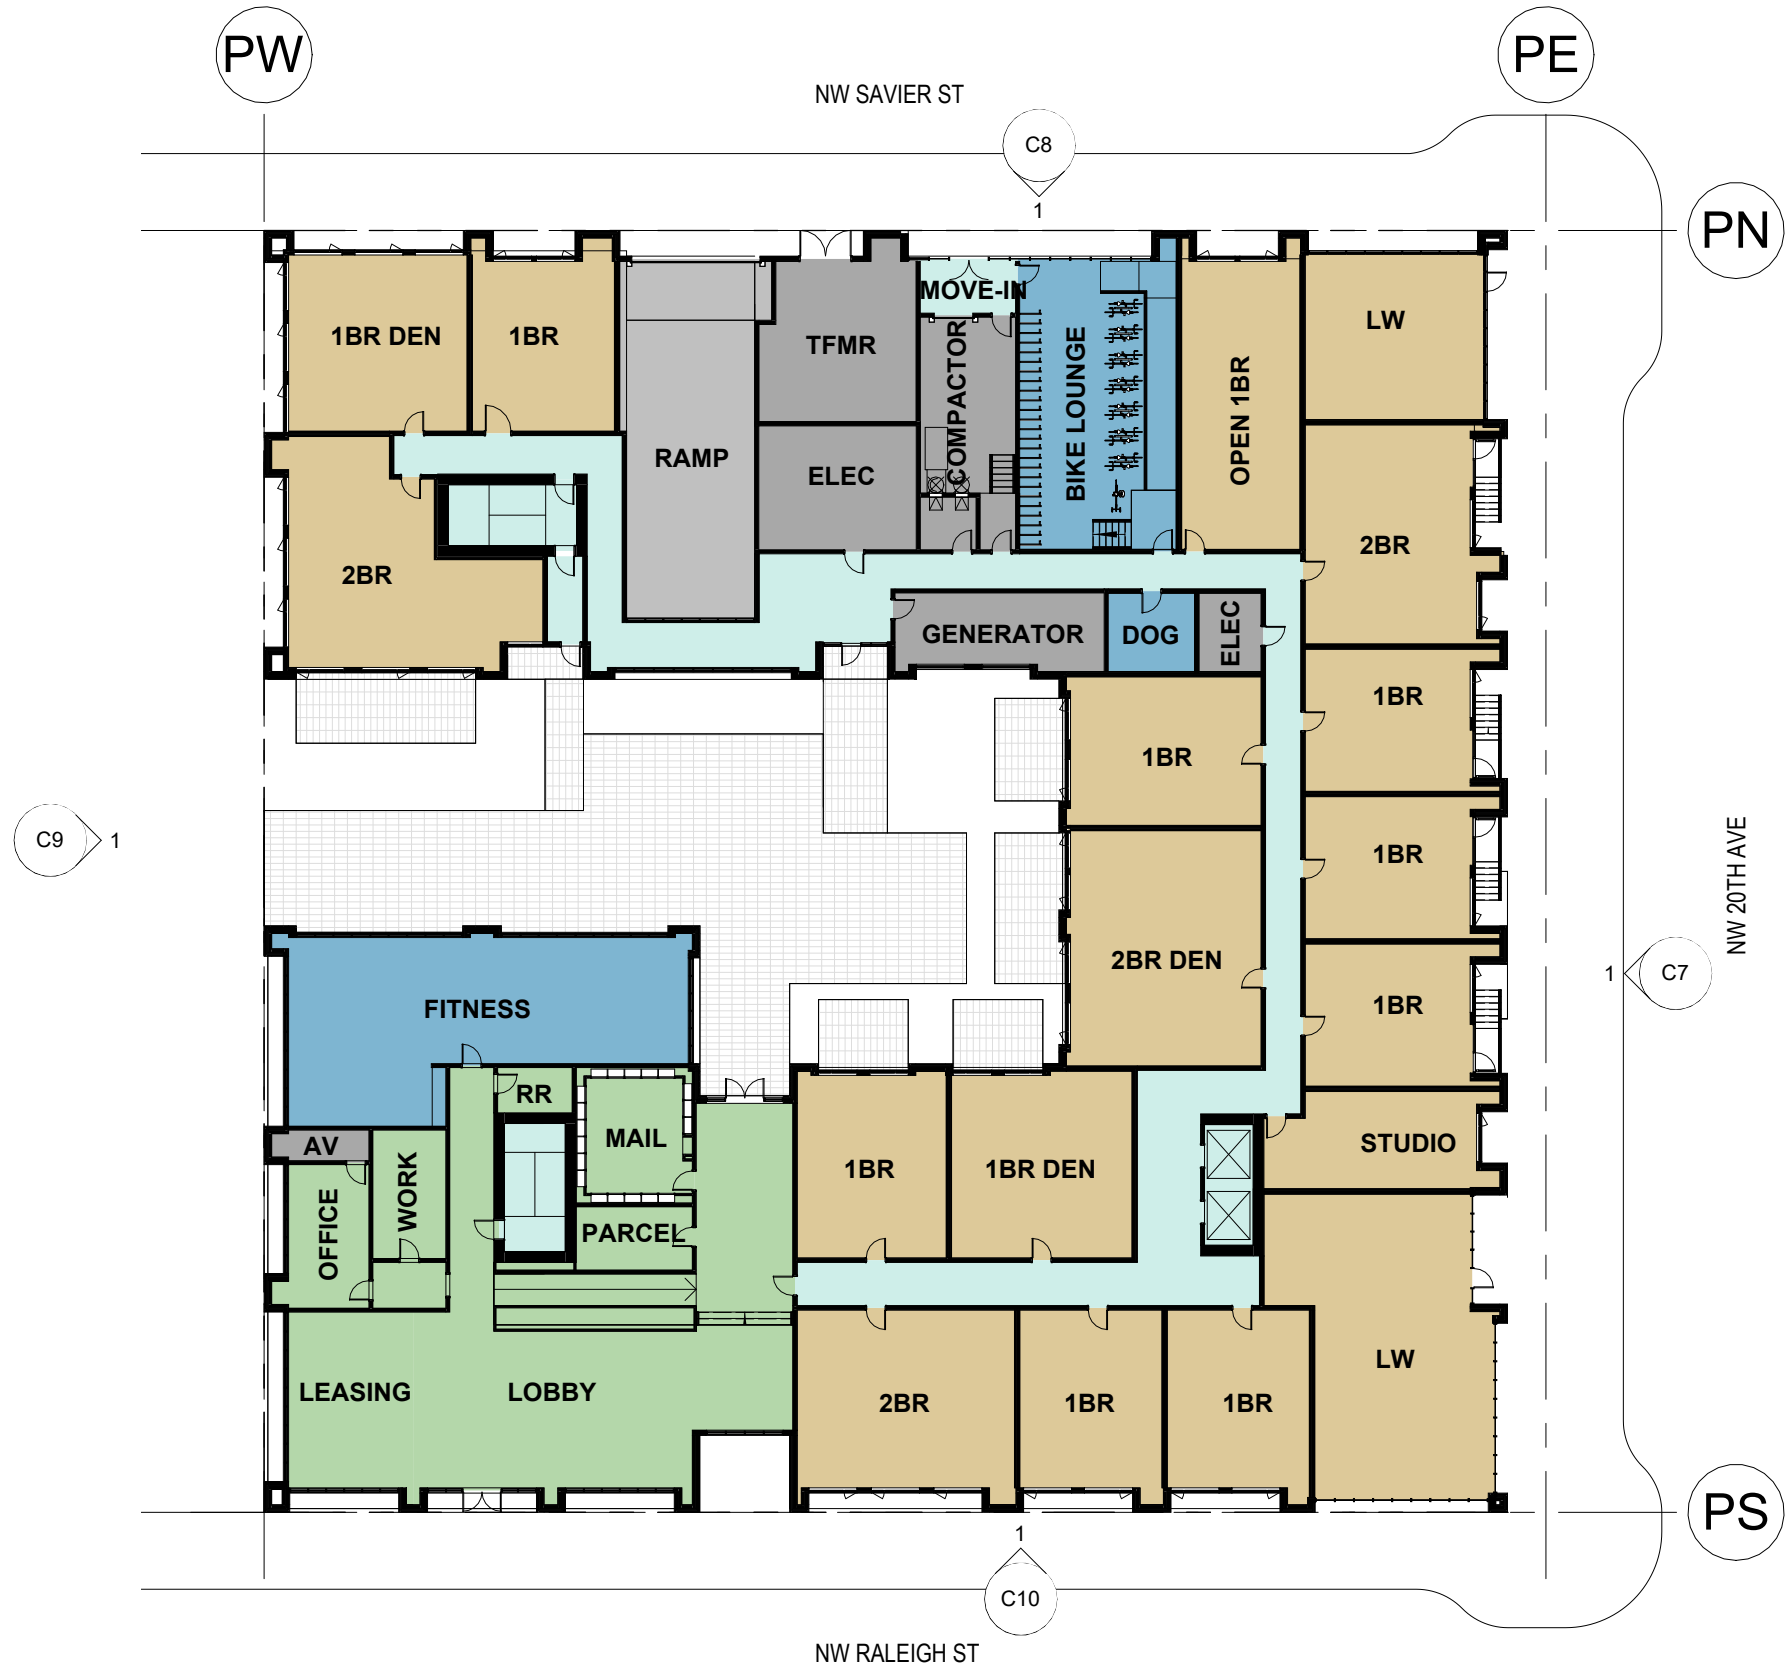 PW
PE
NW SAVIER ST
C8
1
PN
MOVE-IN
LW
1BR DEN
1BR
TFMR
COMPACTOR
BIKE LOUNGE
OPEN 1BR
RAMP
ELEC
2BR
2BR
GENERATOR
DOG
ELEC
1BR
1BR
C9
1
1BR
NW 20TH AVE
2BR DEN
1
C7
FITNESS
1BR
RR
AV
WORK
MAIL
1BR
1BR DEN
STUDIO
OFFICE
PARCEL
LW
LEASING
LOBBY
2BR
1BR
1BR
PS
1
C10
NW RALEIGH ST